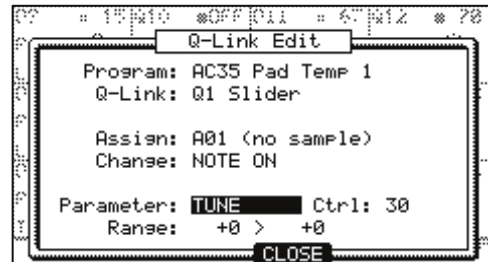 Q-Link Edit
Program: AC35 Pad Temp 1
Q-Link: Q1 Slider
Assign: A01 (no sample)
Change: NOTE ON
Parameter: TUNE Ctrl: 30
Range: +0 > +0
CLOSE